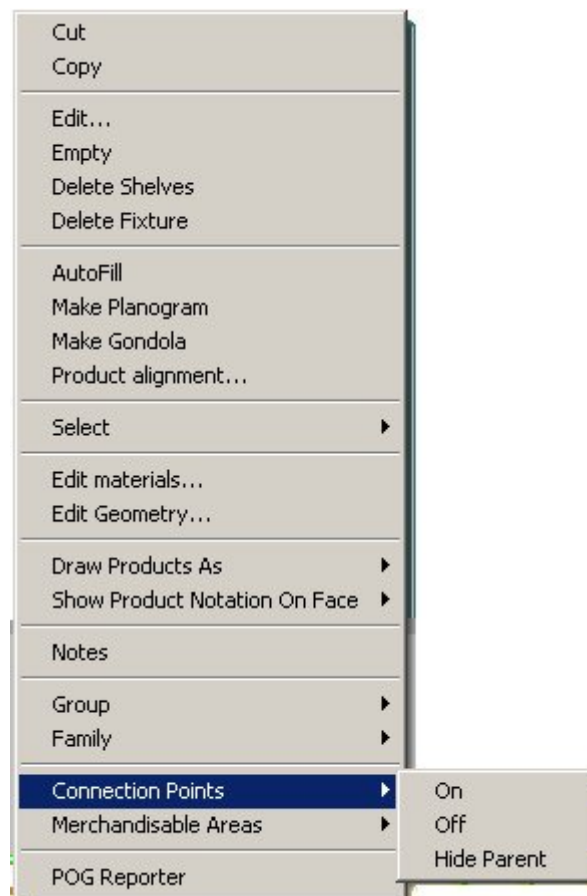 Cut
Copy
Edit...
Empty
Delete Shelves
Delete Fixture
AutoFill
Make Planogram
Make Gondola
Product alignment...
Select
Edit materials...
Edit Geometry...
Draw Products As
Show Product Notation On Face
Notes
Group
Family
Connection Points
Merchandisable Areas
POG Reporter
On
Off
Hide Parent